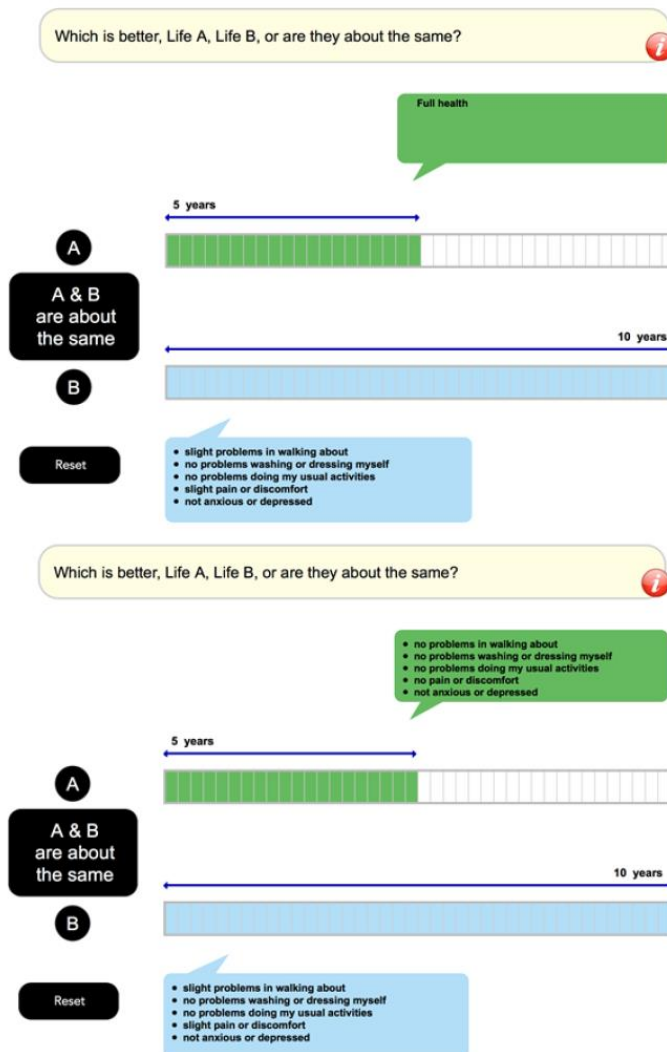 Which is better, Life A, Life B, or are they about the same?
i
Full health
5 years
A
A & B
are about
the same
10 years
B
Reset
• slight problems in walking about
• no problems washing or dressing myself
• no problems doing my usual activities
• slight pain or discomfort
• not anxious or depressed
Which is better, Life A, Life B, or are they about the same?
i
• no problems in walking about
• no problems washing or dressing myself
• no problems doing my usual activities
• no pain or discomfort
• not anxious or depressed
5 years
A
A & B
are about
the same
10 years
B
Reset
• slight problems in walking about
• no problems washing or dressing myself
• no problems doing my usual activities
• slight pain or discomfort
• not anxious or depressed